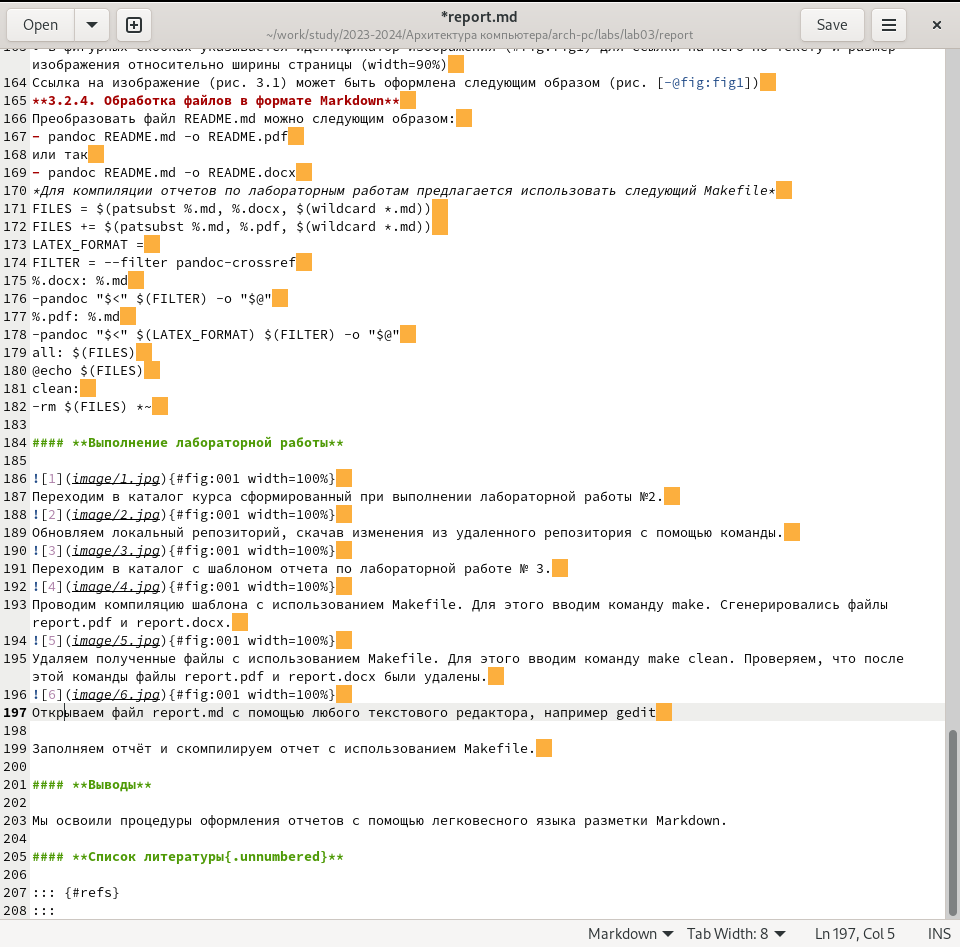 Open
*report.md
~/work/study/2023-2024/Архитектура компьютера/arch-pc/labs/lab03/report
Save
изображения относительно ширины страницы (width=90%)
164 Ссылка на изображение (рис. 3.1) может быть оформлена следующим образом (рис. [-@fig:fig1])
165 **3.2.4. Обработка файлов в формате Markdown**
166 Преобразовать файл README.md можно следующим образом:
167 - pandoc README.md -o README.pdf
168 или так
169 - pandoc README.md -o README.docx
170 *Для компиляции отчетов по лабораторным работам предлагается использовать следующий Makefile*
171 FILES = $(patsubst %.md, %.docx, $(wildcard *.md))
172 FILES += $(patsubst %.md, %.pdf, $(wildcard *.md))
173 LATEX_FORMAT =
174 FILTER = --filter pandoc-crossref
175 %.docx: %.md
176 -pandoc "$<" $(FILTER) -o "$@"
177 %.pdf: %.md
178 -pandoc "$<" $(LATEX_FORMAT) $(FILTER) -o "$@"
179 all: $(FILES)
180 @echo $(FILES)
181 clean:
182 -rm $(FILES) *~
183
184 #### **Выполнение лабораторной работы**
185
186 ![1](image/1.jpg){#fig:001 width=100%}
187 Переходим в каталог курса сформированный при выполнении лабораторной работы №2.
188 ![2](image/2.jpg){#fig:001 width=100%}
189 Обновляем локальный репозиторий, скачав изменения из удаленного репозитория с помощью команды.
190 ![3](image/3.jpg){#fig:001 width=100%}
191 Переходим в каталог с шаблоном отчета по лабораторной работе № 3.
192 ![4](image/4.jpg){#fig:001 width=100%}
193 Проводим компиляцию шаблона с использованием Makefile. Для этого вводим команду make. Сгенерировались файлы
report.pdf и report.docx.
194 ![5](image/5.jpg){#fig:001 width=100%}
195 Удаляем полученные файлы с использованием Makefile. Для этого вводим команду make clean. Проверяем, что после
этой команды файлы report.pdf и report.docx были удалены.
196 ![6](image/6.jpg){#fig:001 width=100%}
197 Открываем файл report.md с помощью любого текстового редактора, например gedit
198
199 Заполняем отчёт и скомпилируем отчет с использованием Makefile.
200
201 #### **Выводы**
202
203 Мы освоили процедуры оформления отчетов с помощью легковесного языка разметки Markdown.
204
205 #### **Список литературы{.unnumbered}**
206
207 ::: {#refs}
208 :::
Markdown Tab Width: 8 Ln 197, Col 5 INS